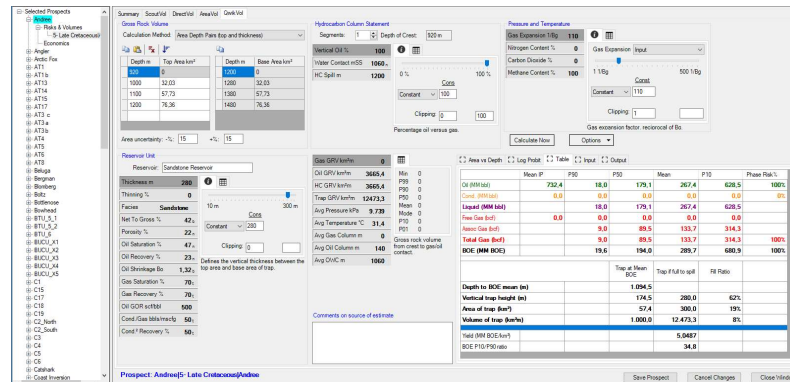 Selected Prospects
Andree
Risks & Volumes
5- Late Cretaceous/
Economics
Angler
Arctic Fox
AT1
AT1b
AT13
AT14
AT15
AT17
AT3 c
AT3a
AT3b
AT4
AT5
AT6
AT8
Beluga
Bergman
Blomberg
Boltz
Bottlenose
Bowhead
BTU_5_1
BTU_5_2
BTU_6
BUCU_X1
BUCU_X2
BUCU_X3
BUCU_X4
BUCU_X5
C1
C15
C17
C18
C19
C2_North
C2_South
C3
C4
C5
C6
Catshark
Coast Inversion
Summary ScoutVol DirectVol AreaVol QwikVol
Gross Rock Volume
Calculation Method: Area Depth Pairs (top and thickness)
Depth m Top Area km² Depth m Base Area km²
920 0 1200 0
1000 32,03 1280 32,03
1100 57,73 1380 57,73
1200 76,36 1480 76,36
Area uncertainty: -%: 15 +%: 15
Hydrocarbon Column Statement
Segments: 1 Depth of Crest: 920 m
Vertical Oil % 100
Water Contact mSS 1060
HC Spill m 1200
0 % 100 %
Cons
Constant 100
Clipping: 0 100
Percentage oil versus gas.
Pressure and Temperature
Gas Expansion 1/Bg 110
Nitrogen Content % 0
Carbon Dioxide % 0
Methane Content % 100
Gas Expansion Input
1 1/Bg 500 1/Bg
Const
Constant 110
Clipping: 1
Gas expansion factor. reciorocal of Bo.
Calculate Now Options
Reservoir Unit
Reservoir: Sandstone Reservoir
Thickness m 280
Thinning % 0
Facies Sandstone
Net To Gross % 42
Porosity % 22
Oil Saturation % 47
Oil Recovery % 23
Oil Shrinkage Bo 1,32
Gas Saturation % 70
Gas Recovery % 70
Oil GOR scf/bbl 500
Cond./Gas bbls/mscfg 50
Cond.º Recovery % 50
10 m 300 m
Cons
Constant 280
Clipping: 0
Defines the vertical thickness between the
top area and base area of trap.
Gas GRV km²m 0
Oil GRV km²m 3665,4
HC GRV km²m 3665,4
Trap GRV km²m 12473,3
Avg Pressure kPa 9.739
Avg Temperature °C 31,4
Avg Gas Column m 0
Avg Oil Column m 140
Avg OWC m 1060
Min 0
P99 0
P90 0
P50 0
Mean 0
Mode 0
P10 0
P01 0
Gross rock volume
from crest to gas/oil
contact.
Comments on source of estimate
Area vs Depth Log Probit Table Input Output
Mean IP P90 P50 Mean P10 Phase Risk%
Oil (MM bbl) 732,4 18,0 179,1 267,4 628,5 100%
Cond (MM bbl) 0,0 0,0 0,0 0,0 0,0 0%
Liquid (MM bbl) 18,0 179,1 267,4 628,5
Free Gas (bcf) 0,0 0,0 0,0 0,0 0,0
Assoc Gas (bcf) 9,0 89,5 133,7 314,3
Total Gas (bcf) 9,0 89,5 133,7 314,3 100%
BOE (MM BOE) 19,6 194,0 289,7 680,9 100%
Trap at Mean
BOE Trap if full to spill Fill Ratio
Depth to BOE mean (m) 1.094,5
Vertical trap height (m) 174,5 280,0 62%
Area of trap (km²) 57,4 300,0 19%
Volume of trap (km²m) 1.000,0 12.473,3 8%
Yield (MM BOE/km²) 5,0487
BOE P10/P90 ratio 34,8
Prospect: Andree|5- Late Cretaceous|Andree
Save Prospect Cancel Changes Close Windo